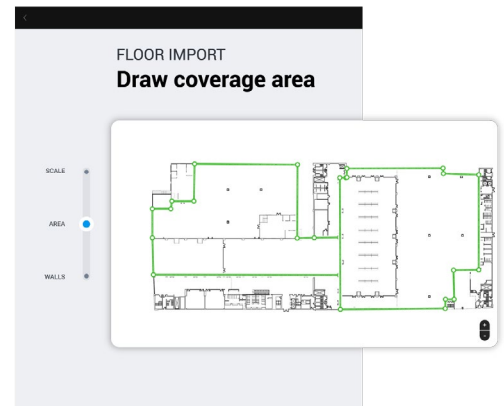 FLOOR IMPORT
Draw coverage area
SCALE
AREA
WALLS